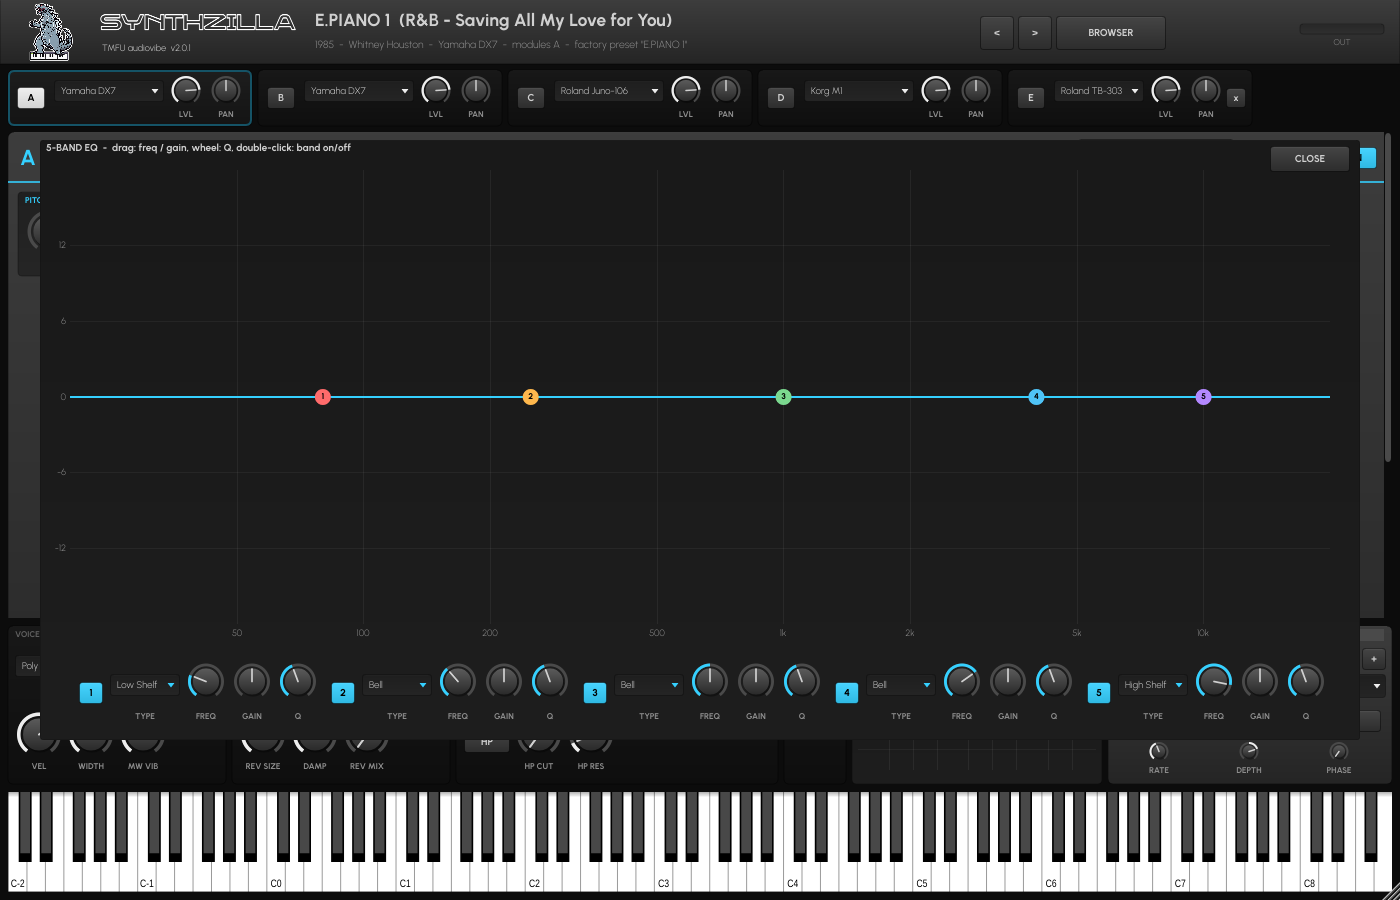 SYNTHZILLA
TMFU audiovibe v2.0.1
E.PIANO 1 (R&B - Saving All My Love for You)
1985 - Whitney Houston - Yamaha DX7 - modules A - factory preset "E.PIANO 1"
< > BROWSER
OUT
A Yamaha DX7 LVL PAN
B Yamaha DX7 LVL PAN
C Roland Juno-106 LVL PAN
D Korg M1 LVL PAN
E Roland TB-303 LVL PAN x
A
5-BAND EQ - drag: freq / gain, wheel: Q, double-click: band on/off
CLOSE
12
6
0
-6
-12
1 2 3 4 5
50 100 200 500 1k 2k 5k 10k
1 Low Shelf TYPE FREQ GAIN Q
2 Bell TYPE FREQ GAIN Q
3 Bell TYPE FREQ GAIN Q
4 Bell TYPE FREQ GAIN Q
5 High Shelf TYPE FREQ GAIN Q
VOICE
Poly
+
HP
VEL WIDTH MW VIB REV SIZE DAMP REV MIX HP CUT HP RES RATE DEPTH PHASE
C-2 C-1 C0 C1 C2 C3 C4 C5 C6 C7 C8